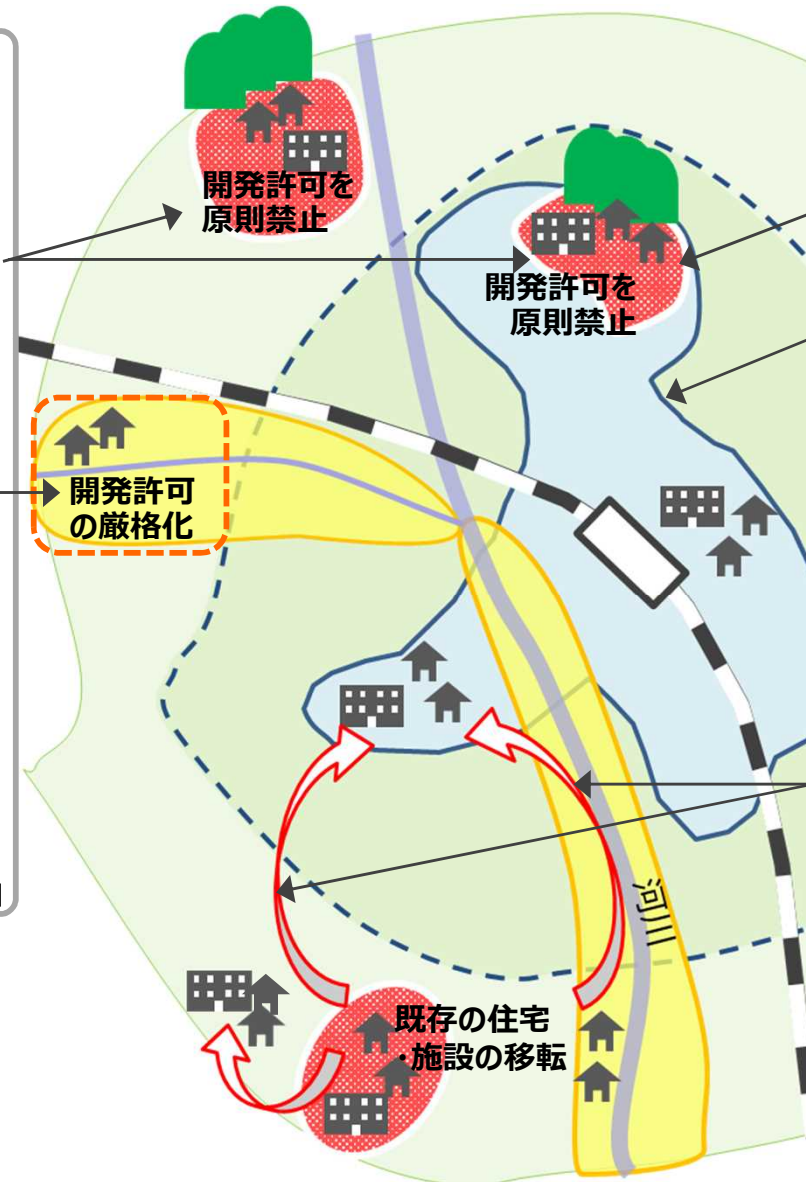 開発許可を
原則禁止
開発許可を
原則禁止
開発許可
の厳格化
河川
既存の住宅
・施設の移転